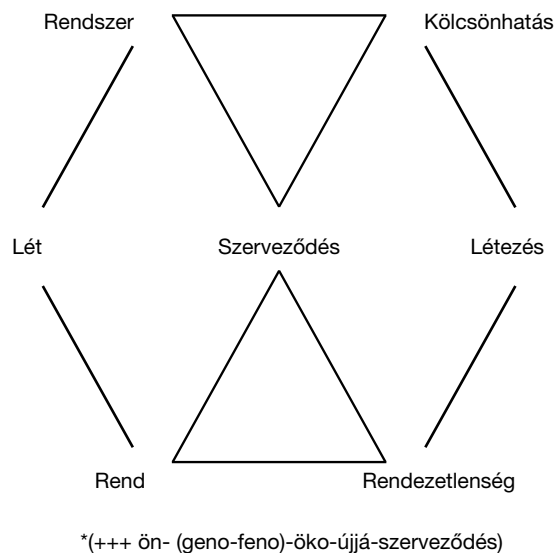 Rendszer Kölcsönhatás
Lét Szerveződés Létezés
Rend Rendezetlenség
*(+++ ön- (geno-feno)-öko-újjá-szerveződés)